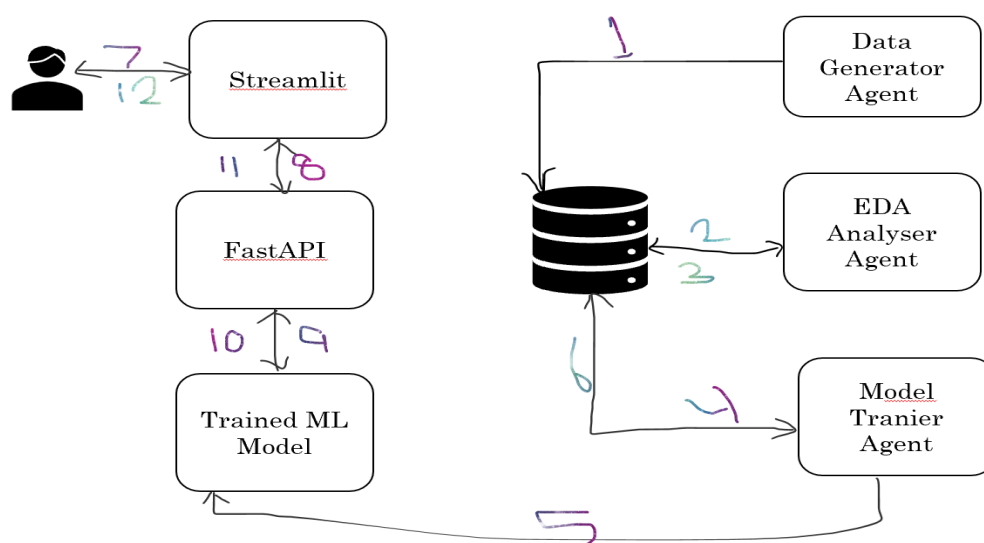 1
Data
Generator
Agent
7
Streamlit
12
11
8
EDA
Analyser
Agent
2
3
FastAPI
10
9
6
4
Trained ML
Model
Model
Tranier
Agent
5